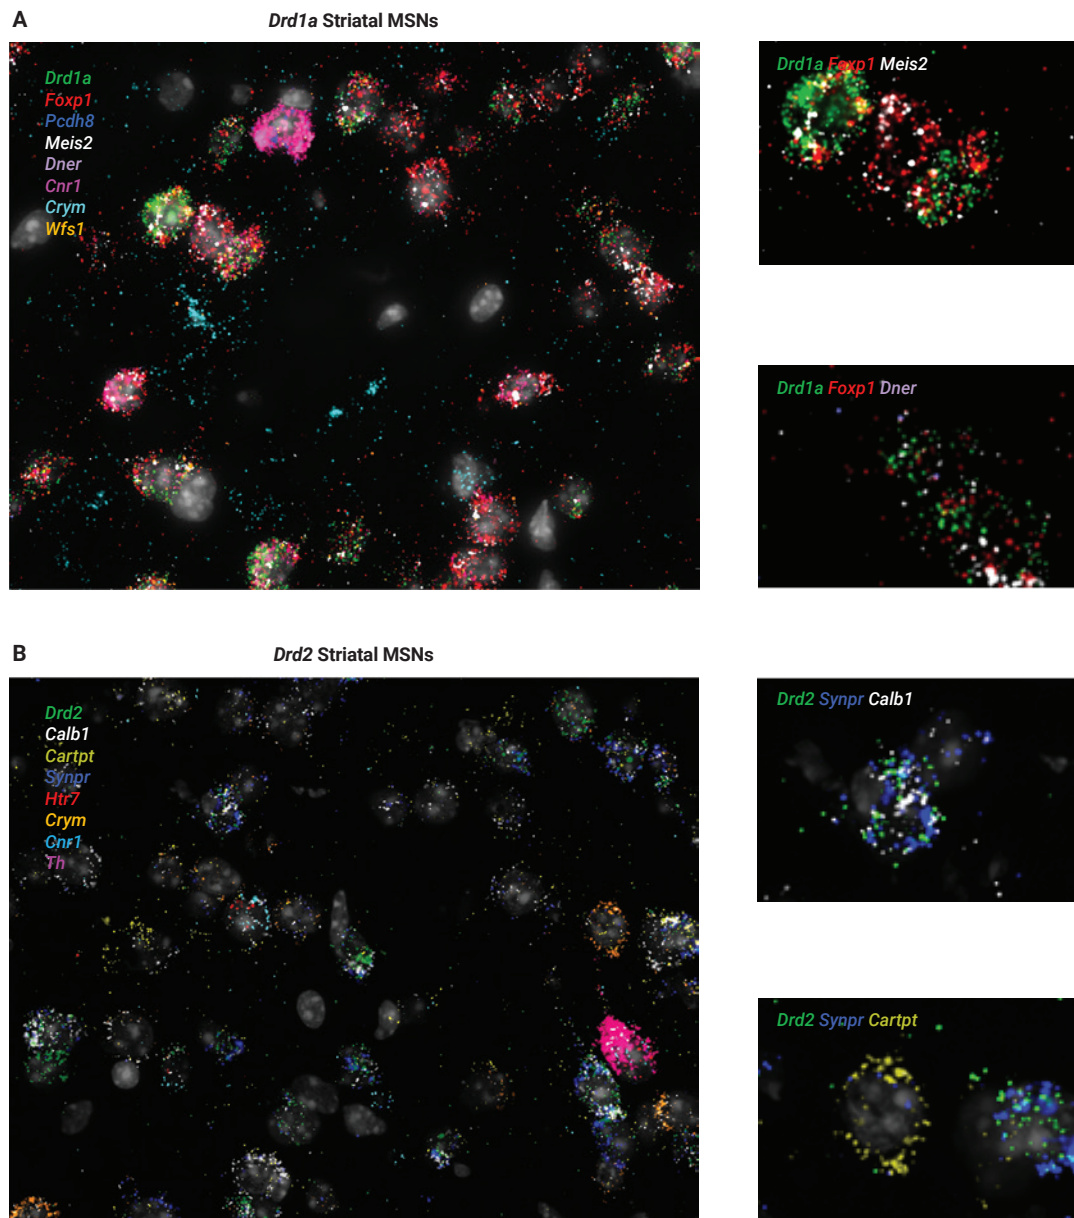 A
Drd1a Striatal MSNs
Drd1a
Foxp1
Pcdh8
Meis2
Dner
Cnr1
Crym
Wfs1
Drd1a Foxp1 Meis2
Drd1a Foxp1 Dner
B
Drd2 Striatal MSNs
Drd2
Calb1
Cartpt
Synpr
Htr7
Crym
Cnr1
Th
Drd2 Synpr Calb1
Drd2 Synpr Cartpt